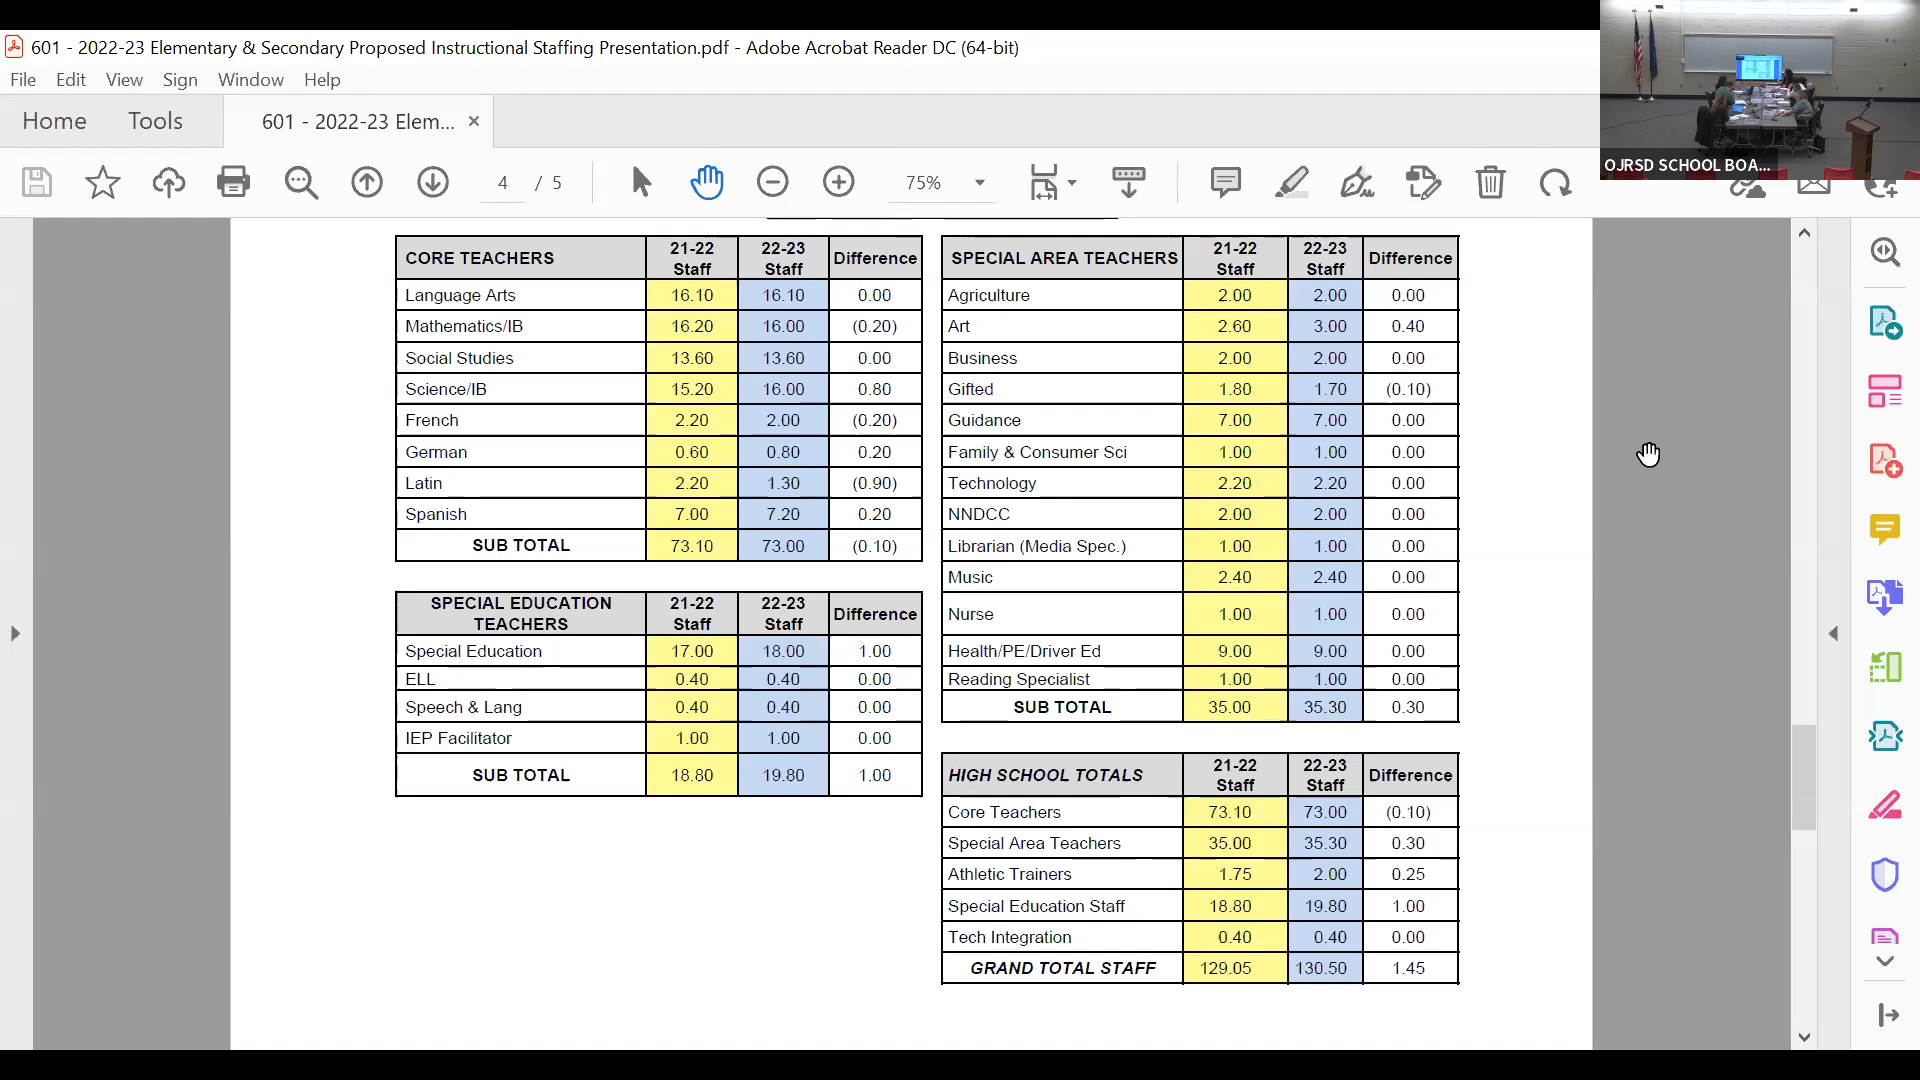 601 - 2022-23 Elementary & Secondary Proposed Instructional Staffing Presentation.pdf - Adobe Acrobat Reader DC (64-bit)
File Edit View Sign Window Help
Home Tools 601 - 2022-23 Elem... ×
4 / 5 75%
OJRSD SCHOOL BOA...
CORE TEACHERS 21-22 Staff 22-23 Staff Difference
Language Arts 16.10 16.10 0.00
Mathematics/IB 16.20 16.00 (0.20)
Social Studies 13.60 13.60 0.00
Science/IB 15.20 16.00 0.80
French 2.20 2.00 (0.20)
German 0.60 0.80 0.20
Latin 2.20 1.30 (0.90)
Spanish 7.00 7.20 0.20
SUB TOTAL 73.10 73.00 (0.10)
SPECIAL EDUCATION TEACHERS 21-22 Staff 22-23 Staff Difference
Special Education 17.00 18.00 1.00
ELL 0.40 0.40 0.00
Speech & Lang 0.40 0.40 0.00
IEP Facilitator 1.00 1.00 0.00
SUB TOTAL 18.80 19.80 1.00
SPECIAL AREA TEACHERS 21-22 Staff 22-23 Staff Difference
Agriculture 2.00 2.00 0.00
Art 2.60 3.00 0.40
Business 2.00 2.00 0.00
Gifted 1.80 1.70 (0.10)
Guidance 7.00 7.00 0.00
Family & Consumer Sci 1.00 1.00 0.00
Technology 2.20 2.20 0.00
NNDCC 2.00 2.00 0.00
Librarian (Media Spec.) 1.00 1.00 0.00
Music 2.40 2.40 0.00
Nurse 1.00 1.00 0.00
Health/PE/Driver Ed 9.00 9.00 0.00
Reading Specialist 1.00 1.00 0.00
SUB TOTAL 35.00 35.30 0.30
HIGH SCHOOL TOTALS 21-22 Staff 22-23 Staff Difference
Core Teachers 73.10 73.00 (0.10)
Special Area Teachers 35.00 35.30 0.30
Athletic Trainers 1.75 2.00 0.25
Special Education Staff 18.80 19.80 1.00
Tech Integration 0.40 0.40 0.00
GRAND TOTAL STAFF 129.05 130.50 1.45